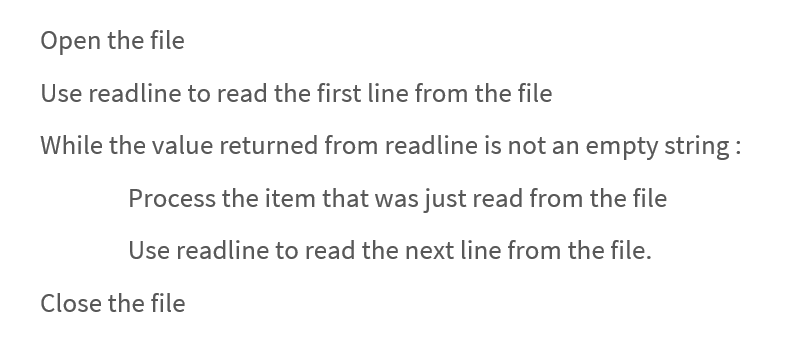 Open the file
Use readline to read the first line from the file
While the value returned from readline is not an empty string :
Process the item that was just read from the file
Use readline to read the next line from the file.
Close the file